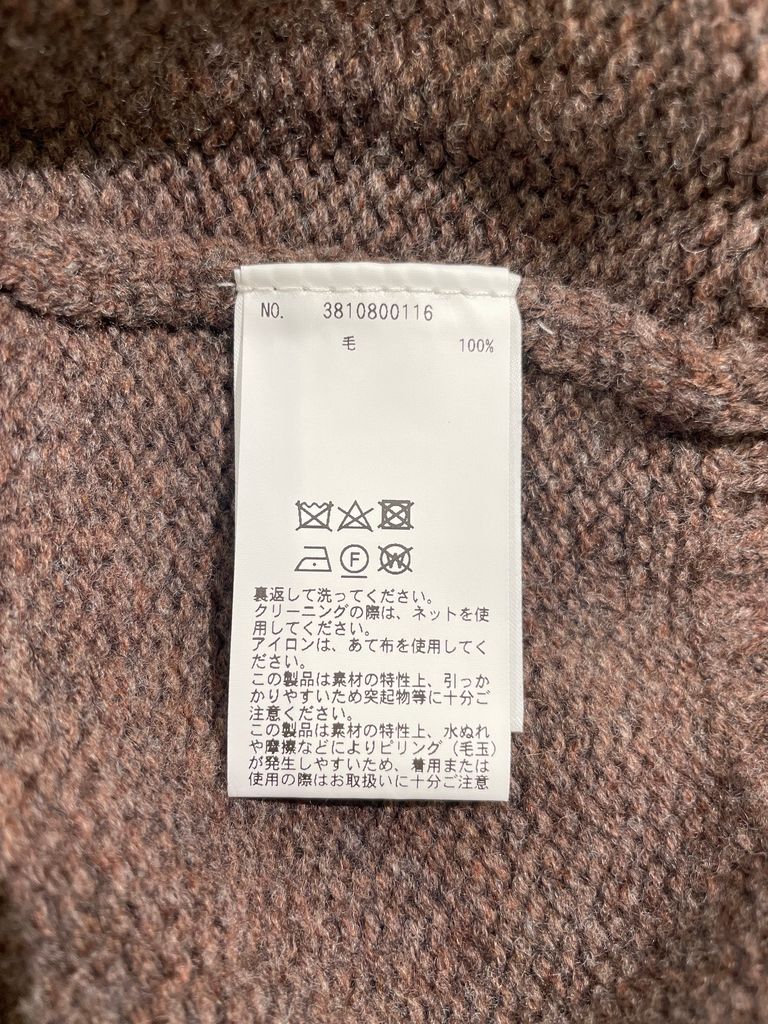 NO. 3810800116
毛 100%
F W
裏返して洗ってください。
クリーニングの際は、ネットを使
用してください。
アイロンは、あて布を使用してく
ださい。
この製品は素材の特性上、引っか
かりやすいため突起物等に十分ご
注意ください。
この製品は素材の特性上、水ぬれ
や摩擦などによりピリング（毛玉）
が発生しやすいため、着用または
使用の際はお取扱いに十分ご注意